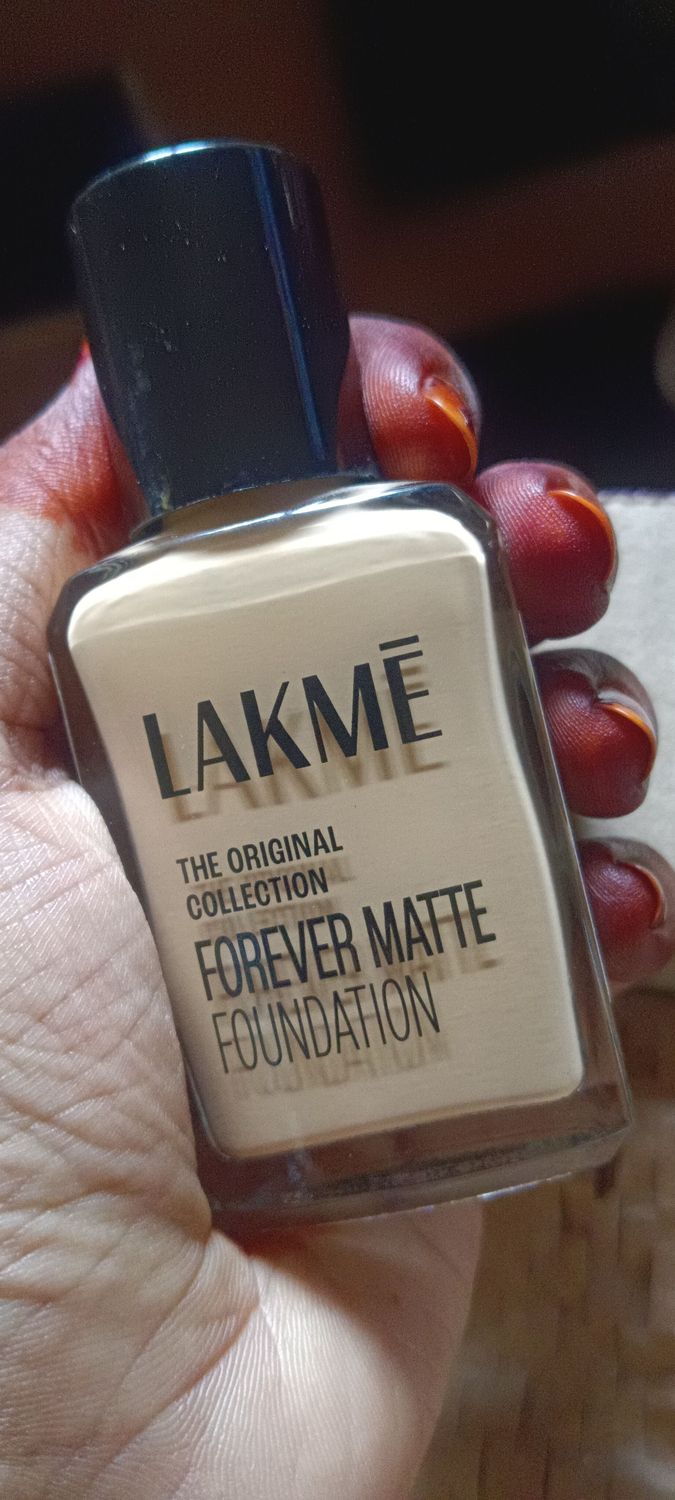 LAKMĒ
THE ORIGINAL
COLLECTION
FOREVER MATTE
FOUNDATION